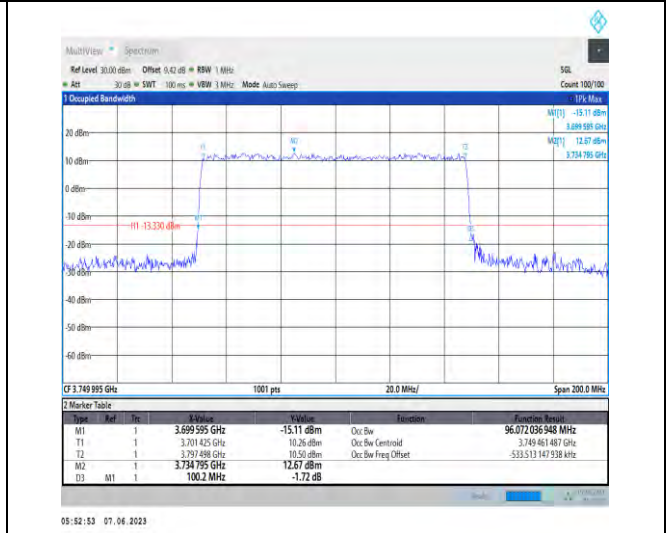 MultiView Spectrum
Ref Level 30.00 dBm Offset 9.42 dB RBW 1 MHz SGL
Att 30 dB SWT 100 ms VBW 3 MHz Mode Auto Sweep Count 100/100
1 Occupied Bandwidth 1Pk Max
M1[1] -15.11 dBm
3.699 595 GHz
M2[1] 12.67 dBm
3.734 795 GHz
20 dBm
M2
10 dBm
0 dBm
-10 dBm
H1 -13.330 dBm
-20 dBm
-30 dBm
-40 dBm
-50 dBm
-60 dBm
CF 3.749 995 GHz 1001 pts 20.0 MHz/ Span 200.0 MHz
2 Marker Table
Type Ref Trc X-Value Y-Value Function Function Result
M1 1 3.699 595 GHz -15.11 dBm Occ Bw 96.072 036 948 MHz
T1 1 3.701 425 GHz 10.26 dBm Occ Bw Centroid 3.749 461 487 GHz
T2 1 3.797 498 GHz 10.50 dBm Occ Bw Freq Offset -533.513 147 938 kHz
M2 1 3.734 795 GHz 12.67 dBm
D3 M1 1 100.2 MHz -1.72 dB
05:52:53 07.06.2023